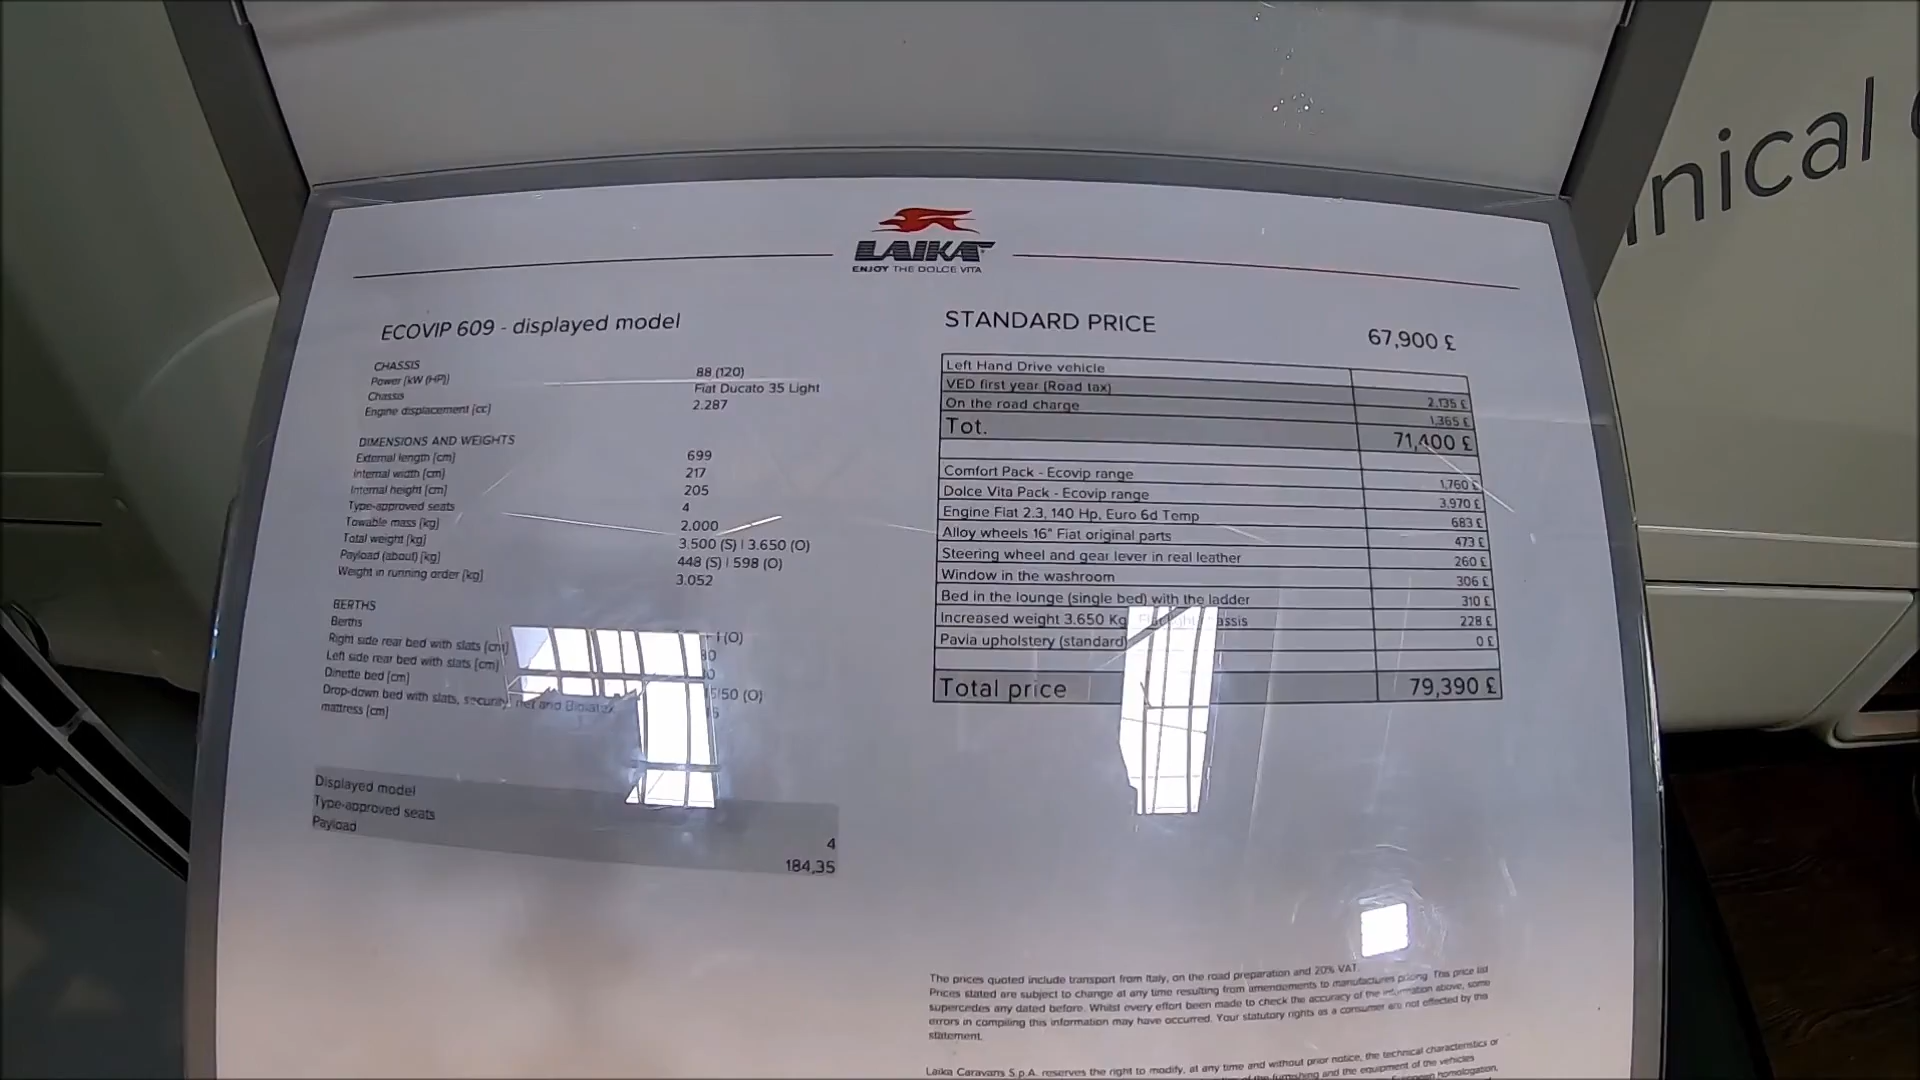 nical
LAIKA
ENJOY THE DOLCE VITA
ECOVIP 609 - displayed model
CHASSIS
Power [kW (HP)] 88 (120)
Chassis Fiat Ducato 35 Light
Engine displacement [cc] 2.287
DIMENSIONS AND WEIGHTS
External length [cm] 699
Internal width [cm] 217
Internal height [cm] 205
Type-approved seats 4
Towable mass [kg] 2.000
Total weight [kg] 3.500 (S) | 3.650 (O)
Payload (about) [kg] 448 (S) | 598 (O)
Weight in running order [kg] 3.052
BERTHS
Berths 1 (O)
Right side rear bed with slats [cm]
Left side rear bed with slats [cm]
Dinette bed [cm] 50 (O)
Drop-down bed with slats, security net and
mattress [cm]
Displayed model
Type-approved seats 4
Payload 184,35
STANDARD PRICE 67,900 £
Left Hand Drive vehicle
VED first year (Road tax) 2,135 £
On the road charge 1,365 £
Tot. 71,400 £
Comfort Pack - Ecovip range 1,760 £
Dolce Vita Pack - Ecovip range 3,970 £
Engine Fiat 2.3, 140 Hp, Euro 6d Temp 683 £
Alloy wheels 16" Fiat original parts 473 £
Steering wheel and gear lever in real leather 260 £
Window in the washroom 306 £
Bed in the lounge (single bed) with the ladder 310 £
Increased weight 3.650 Kg assis 228 £
Pavia upholstery (standard) 0 £
Total price 79,390 £
The prices quoted include transport from Italy, on the road preparation and 20% VAT.
Prices stated are subject to change at any time resulting from amendements to manufactures pricing. This price list
supercedes any dated before. Whilst every effort been made to check the accuracy of the information above, some
errors in compiling this information may have occurred. Your statutory rights as a consumer are not effected by this
statement.
Laika Caravans S.p.A. reserves the right to modify, at any time and without prior notice, the technical characteristics or
of the furnishing and the equipment of the vehicles
European homologation,